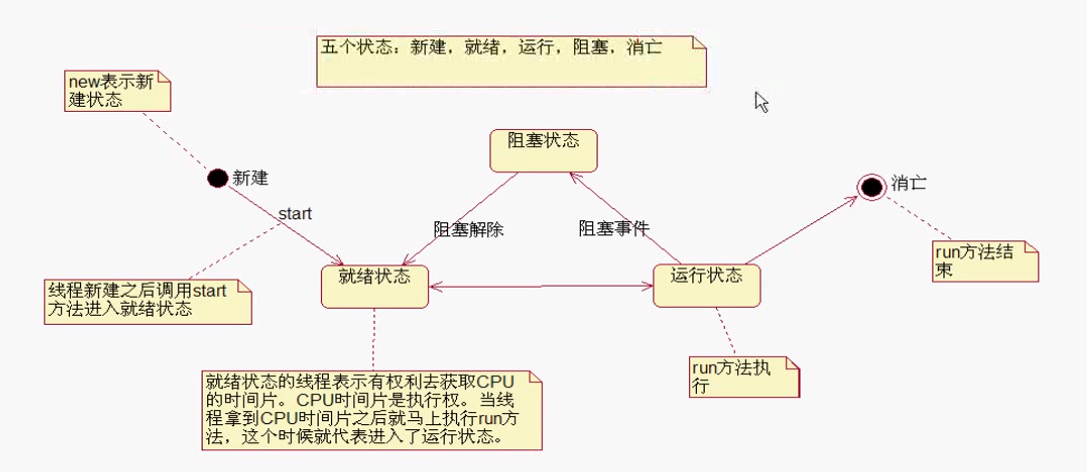 五个状态：新建，就绪，运行，阻塞，消亡
new表示新
建状态
阻塞状态
新建
消亡
start
阻塞解除
阻塞事件
run方法结
束
就绪状态
运行状态
线程新建之后调用start
方法进入就绪状态
run方法执
行
就绪状态的线程表示有权利去获取CPU
的时间片。CPU时间片是执行权。当线
程拿到CPU时间片之后就马上执行run方
法，这个时候就代表进入了运行状态。